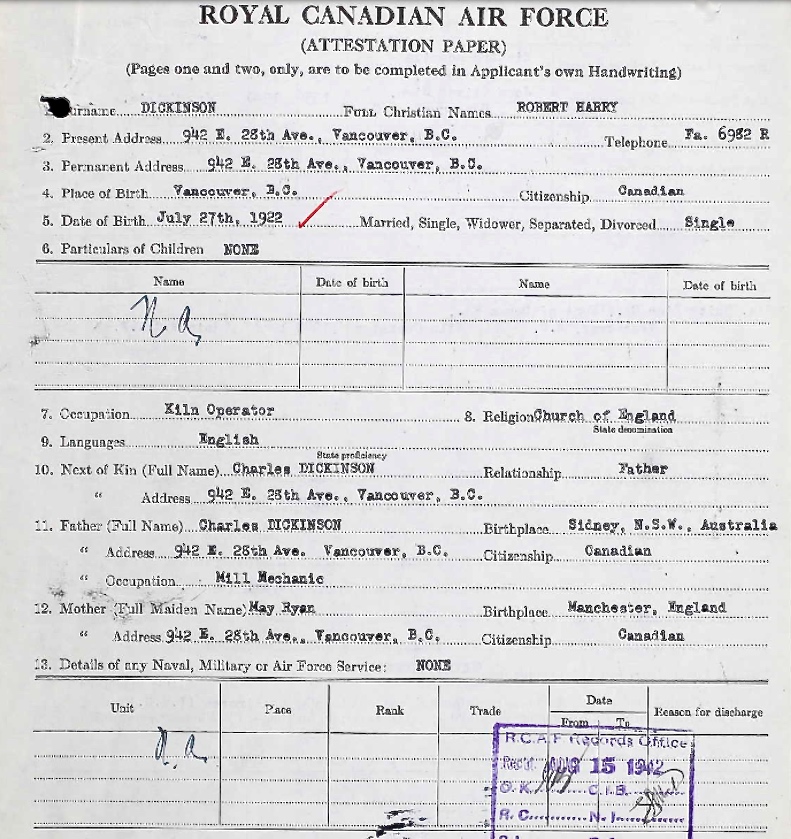 ROYAL CANADIAN AIR FORCE
(ATTESTATION PAPER)
(Pages one and two, only, are to be completed in Applicant's own Handwriting)
urname DICKINSON Full Christian Names ROBERT HARRY
2. Present Address 942 E. 28th Ave., Vancouver, B.C. Telephone Fa. 6982 R
3. Permanent Address 942 E. 28th Ave., Vancouver, B.C.
4. Place of Birth Vancouver, B.C. Citizenship Canadian
5. Date of Birth July 27th, 1922 Married, Single, Widower, Separated, Divorced Single
6. Particulars of Children NONE
Name Date of birth Name Date of birth
N. a.
7. Occupation Kiln Operator 8. Religion Church of England
State denomination
9. Languages English
State proficiency
10. Next of Kin (Full Name) Charles DICKINSON Relationship Father
" Address 942 E. 28th Ave., Vancouver, B.C.
11. Father (Full Name) Charles DICKINSON Birthplace Sidney, N.S.W., Australia
" Address 942 E. 28th Ave. Vancouver, B.C. Citizenship Canadian
" Occupation Mill Mechanic
12. Mother (Full Maiden Name) May Ryan Birthplace Manchester, England
" Address 942 E. 28th Ave., Vancouver, B.C. Citizenship Canadian
13. Details of any Naval, Military or Air Force Service: NONE
Unit Place Rank Trade Date Reason for discharge
From To
N. a.
R.C.A.F Records Office
Rec'd. AUG 15 1942
O.K. C.I.B.
R.C. N.I.